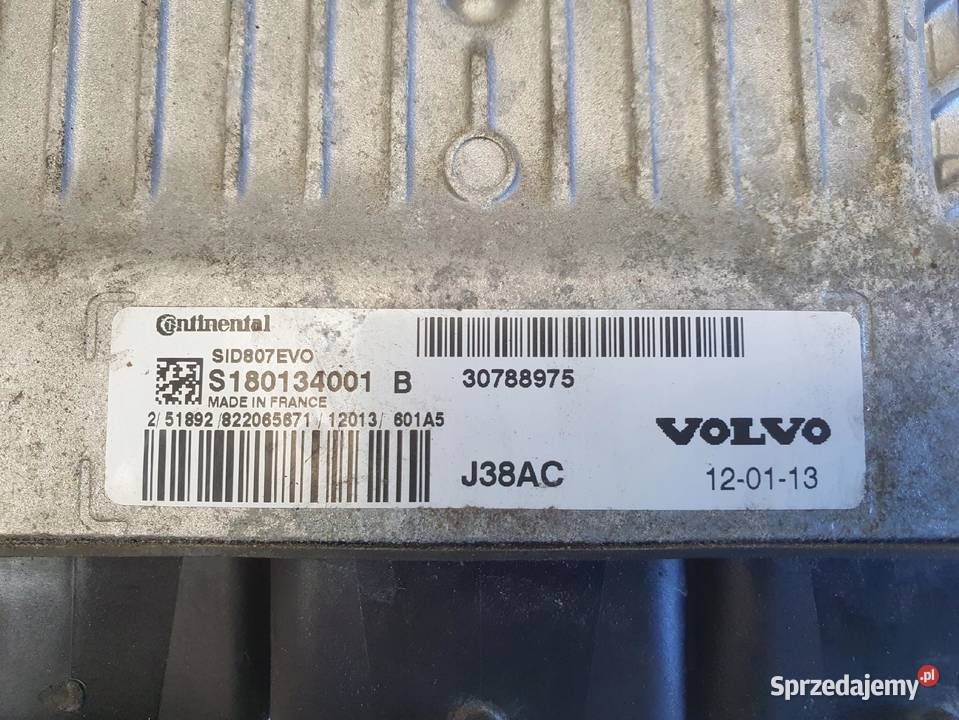 Continental
SID807EVO
S180134001 B
MADE IN FRANCE
2/ 51892 /822065671 / 12013/ 601A5
30788975
VOLVO
J38AC
12-01-13
Sprzedajemy.pl